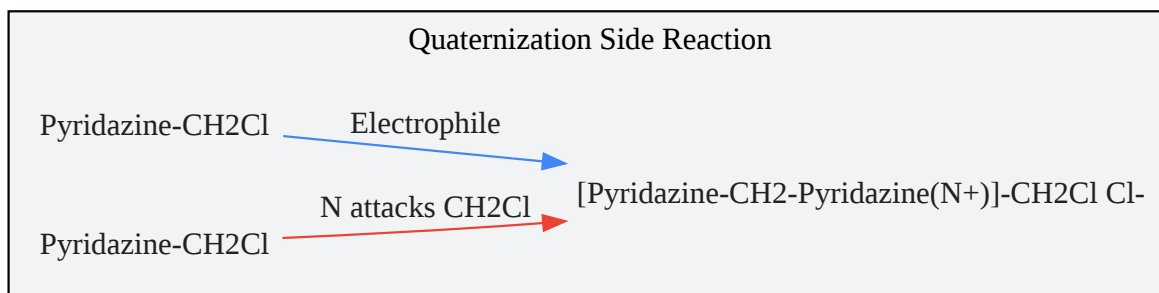 Quaternization Side Reaction
Pyridazine-CH2Cl
Electrophile
[Pyridazine-CH2-Pyridazine(N+)]-CH2Cl Cl-
N attacks CH2Cl
Pyridazine-CH2Cl